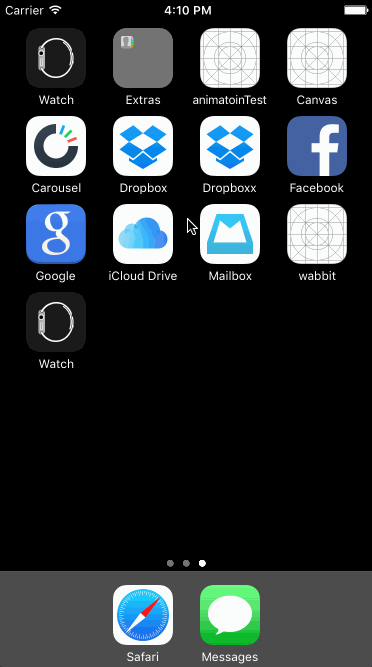 Carrier 4:10 PM
Watch Extras animatoinTest Canvas
Carousel Dropbox Dropboxx Facebook
Google iCloud Drive Mailbox wabbit
Watch
Safari Messages